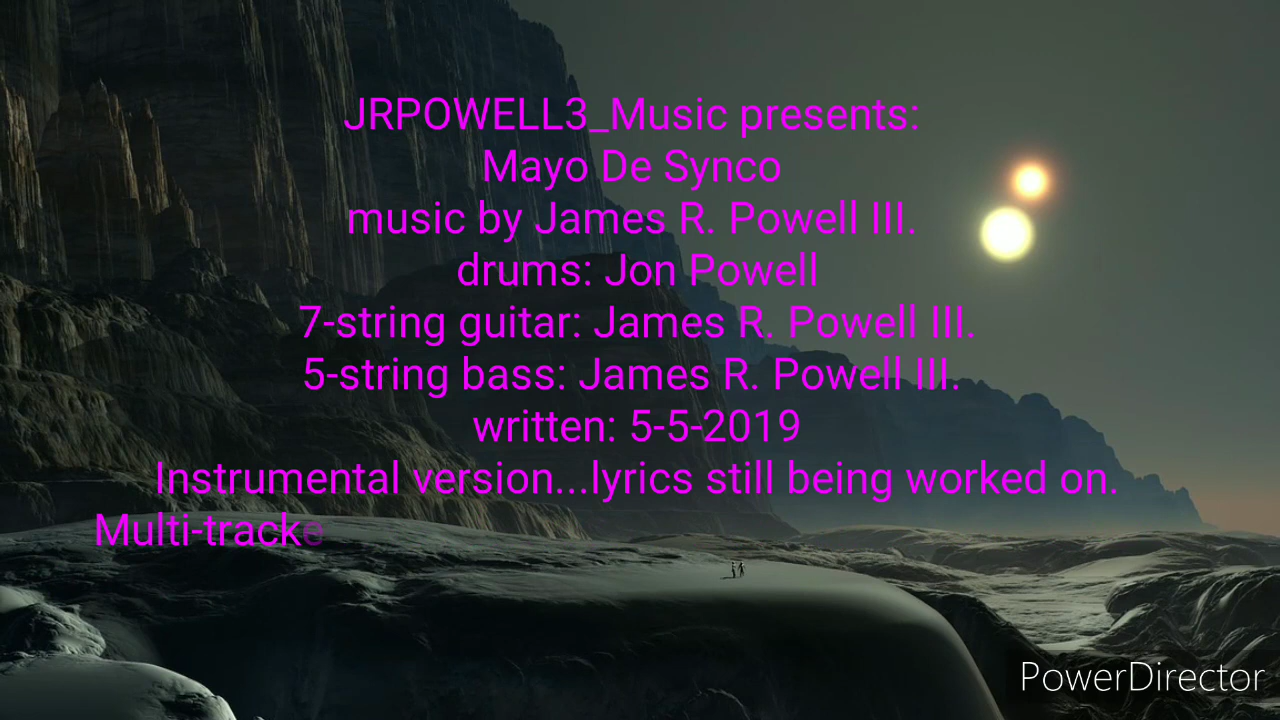 JRPOWELL3_Music presents:
Mayo De Synco
music by James R. Powell III.
drums: Jon Powell
7-string guitar: James R. Powell III.
5-string bass: James R. Powell III.
written: 5-5-2019
Instrumental version...lyrics still being worked on.
Multi-tracke
PowerDirector